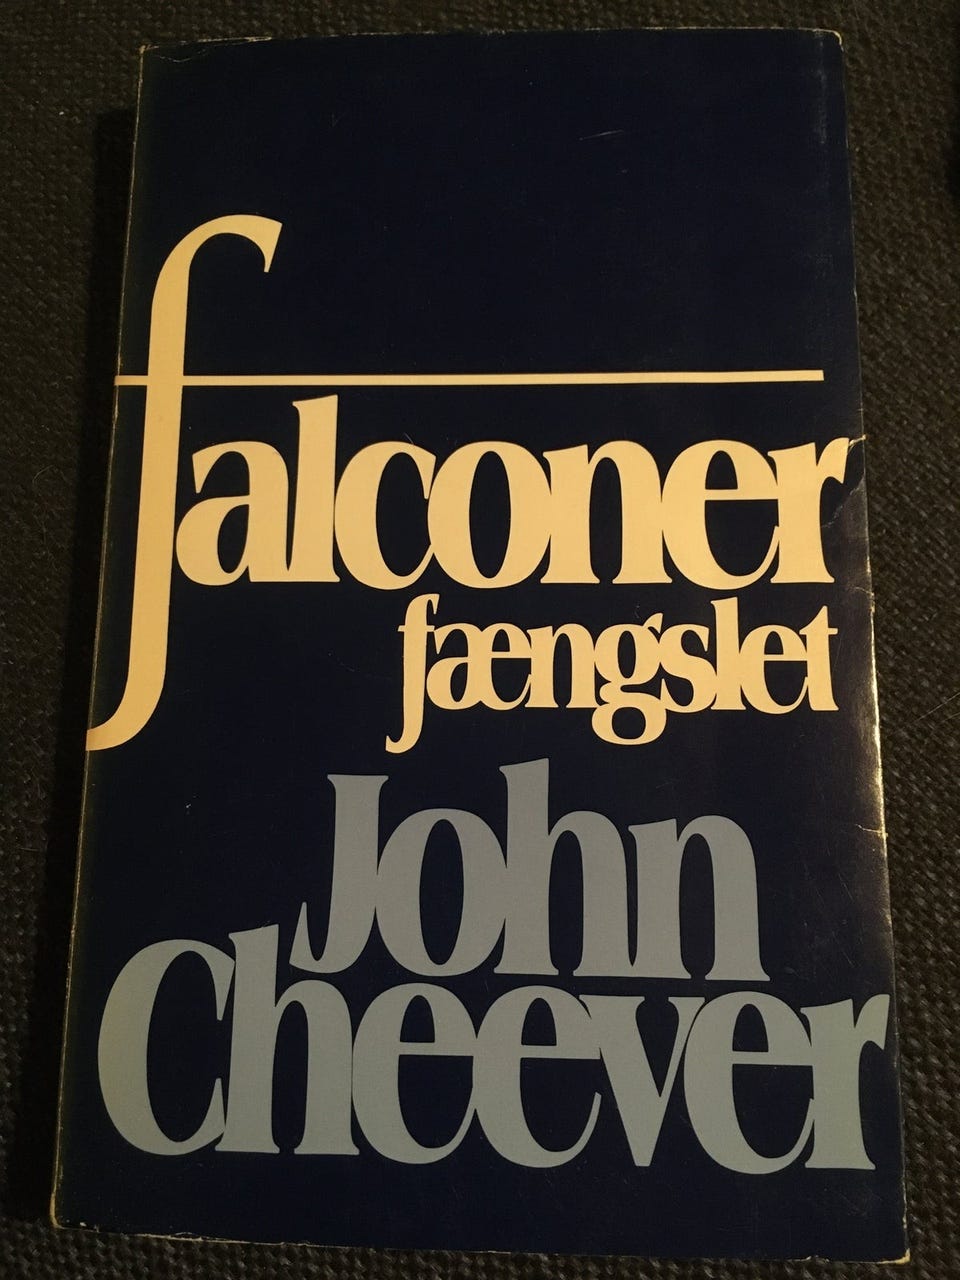 falconer
fængslet
John
Cheever